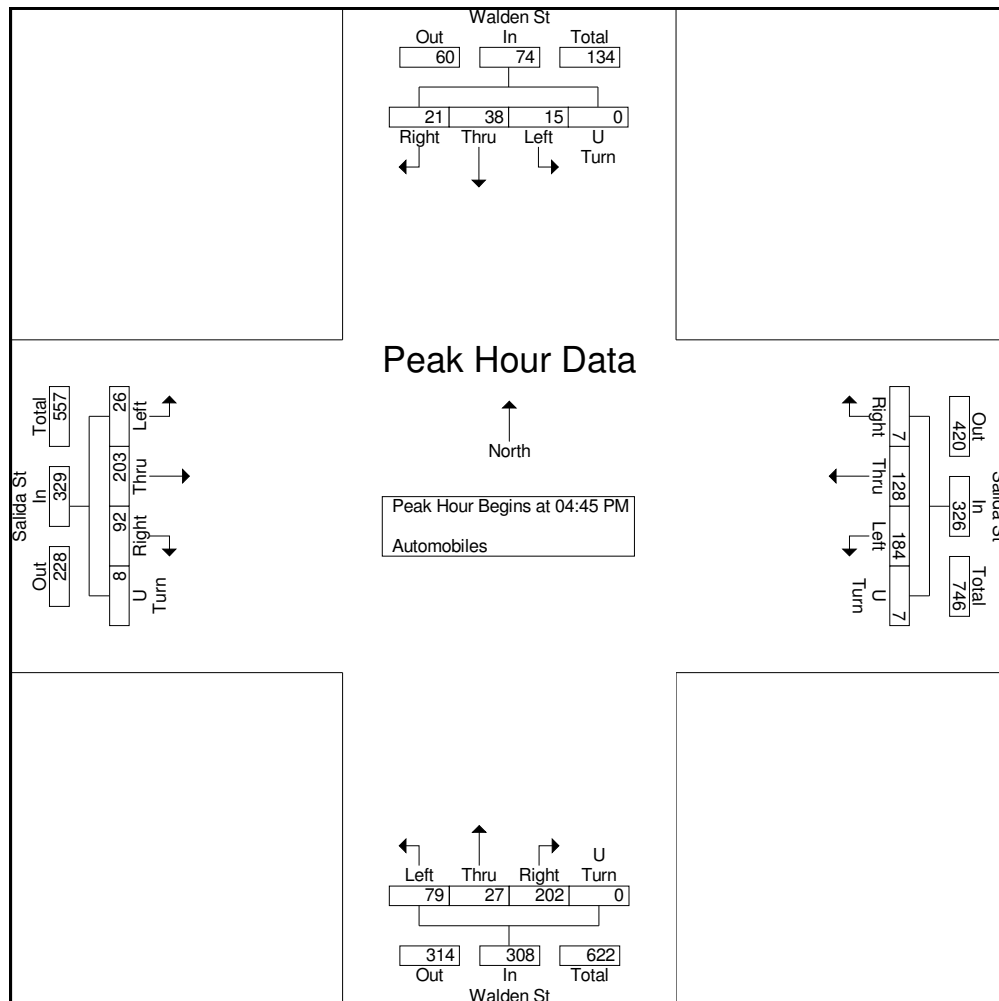 Walden St
Out In Total
60 74 134
21 38 15 0
Right Thru Left U Turn
Peak Hour Data
North
Peak Hour Begins at 04:45 PM
Automobiles
Salida St
Total In Out
557 329 228
26 203 92 8
Left Thru Right U Turn
Salida St
Out In Total
420 326 746
7 128 184 7
Right Thru Left U Turn
Left Thru Right U Turn
79 27 202 0
314 308 622
Out In Total
Walden St